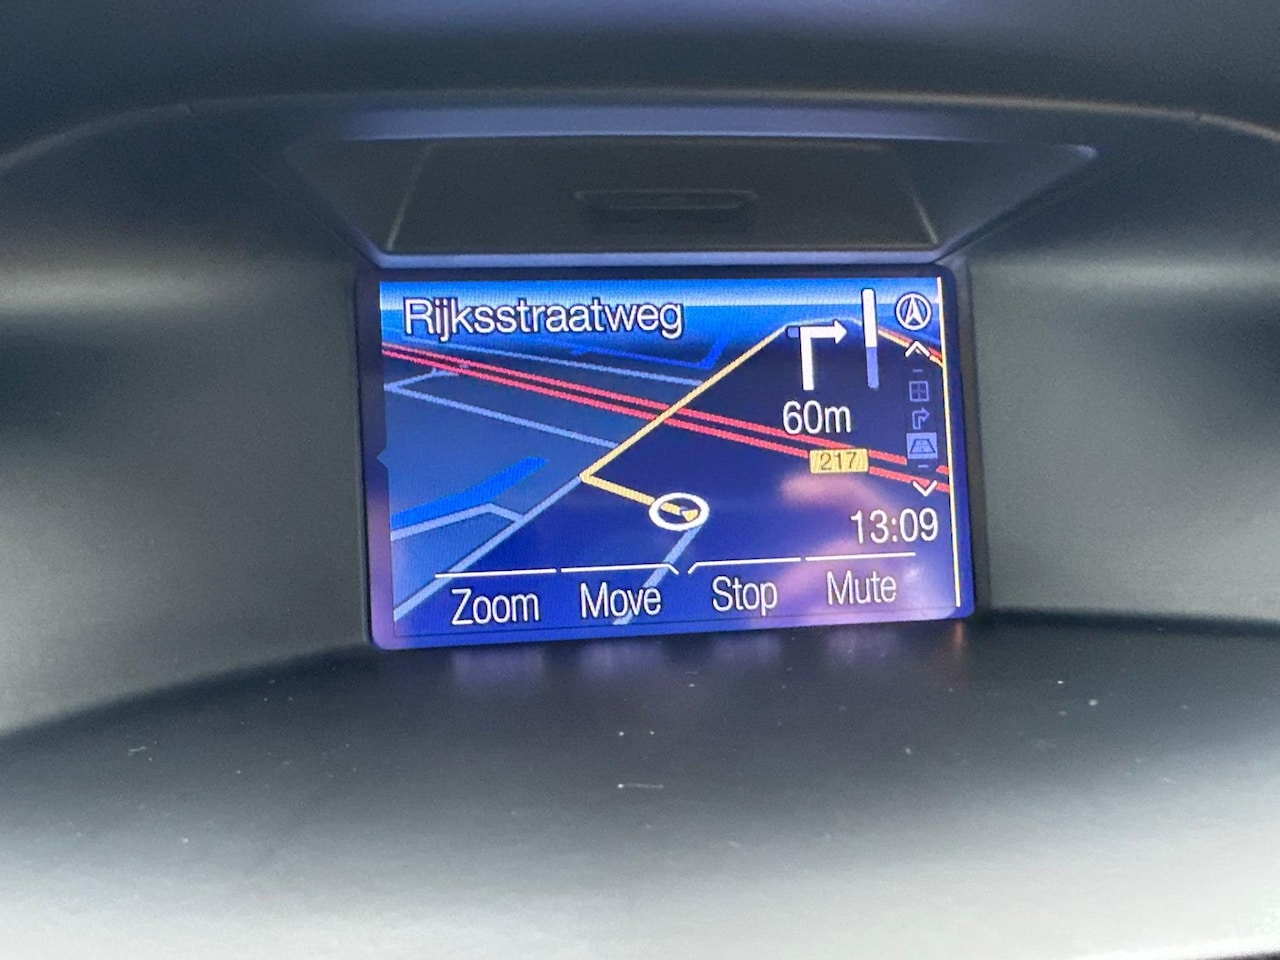 Rijksstraatweg
60m
217
13:09
Zoom Move Stop Mute